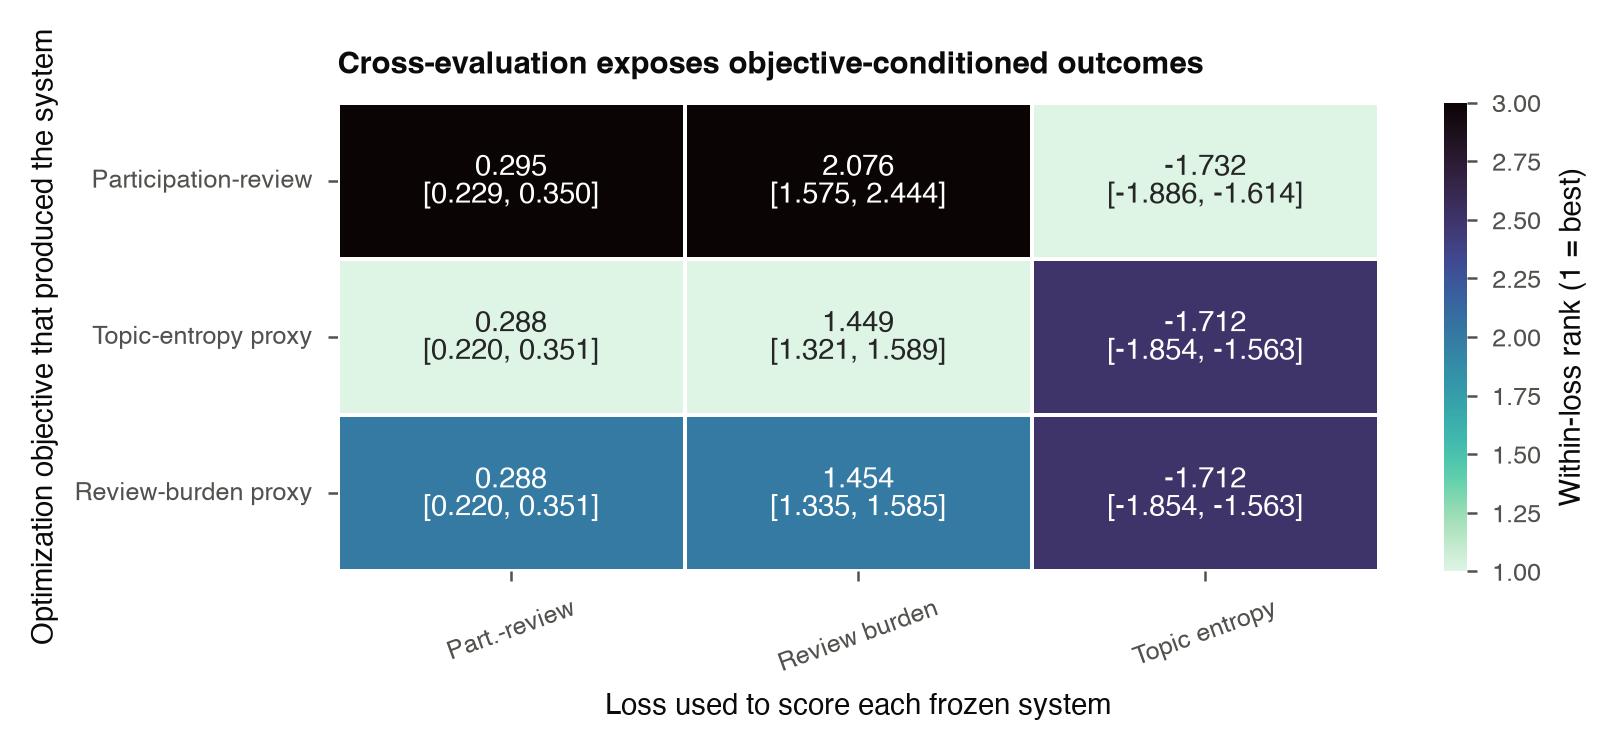 Cross-evaluation exposes objective-conditioned outcomes
Optimization objective that produced the system
Participation-review
0.295
[0.229, 0.350]
2.076
[1.575, 2.444]
-1.732
[-1.886, -1.614]
Topic-entropy proxy
0.288
[0.220, 0.351]
1.449
[1.321, 1.589]
-1.712
[-1.854, -1.563]
Review-burden proxy
0.288
[0.220, 0.351]
1.454
[1.335, 1.585]
-1.712
[-1.854, -1.563]
Part.-review
Review burden
Topic entropy
Loss used to score each frozen system
3.00
2.75
2.50
2.25
2.00
1.75
1.50
1.25
1.00
Within-loss rank (1 = best)